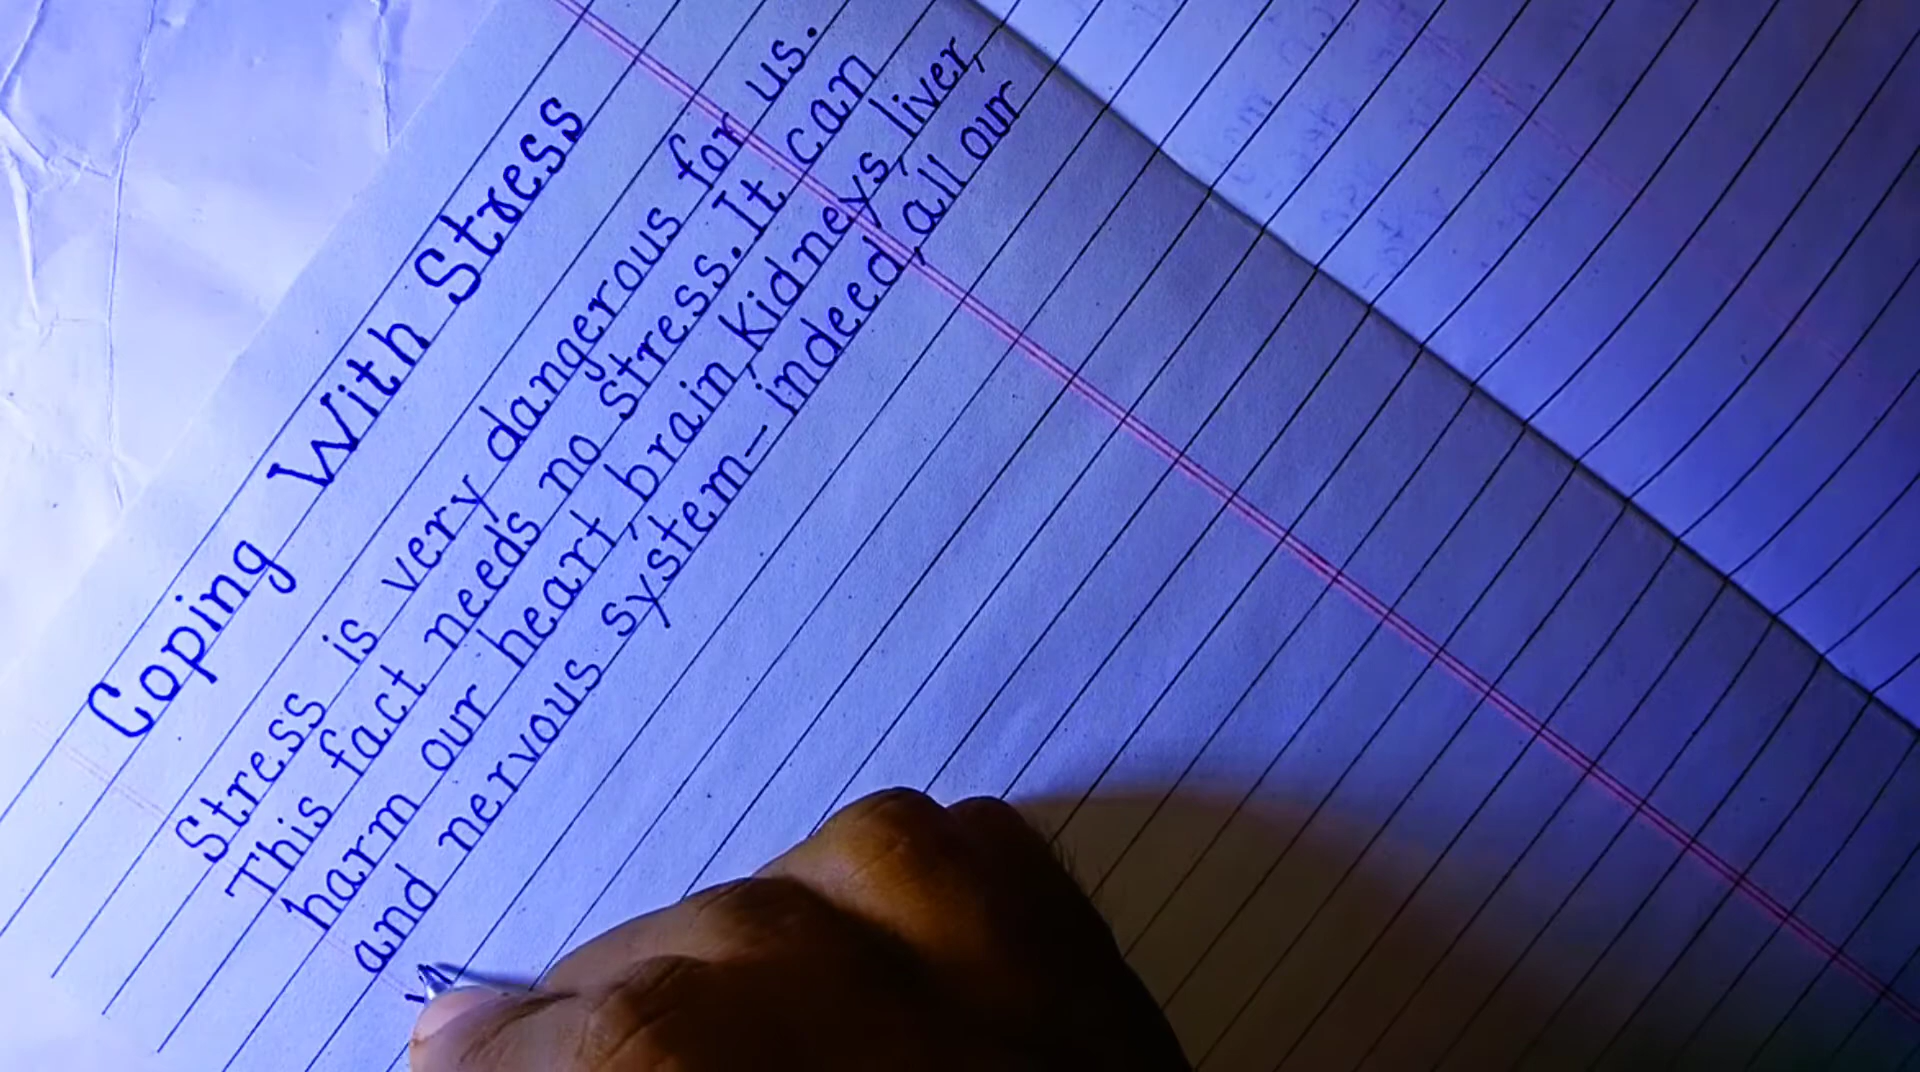 Coping With Stress
Stress is very dangerous for us.
This fact needs no stress. It can
harm our heart, brain, kidneys, liver,
and nervous system- indeed, all our